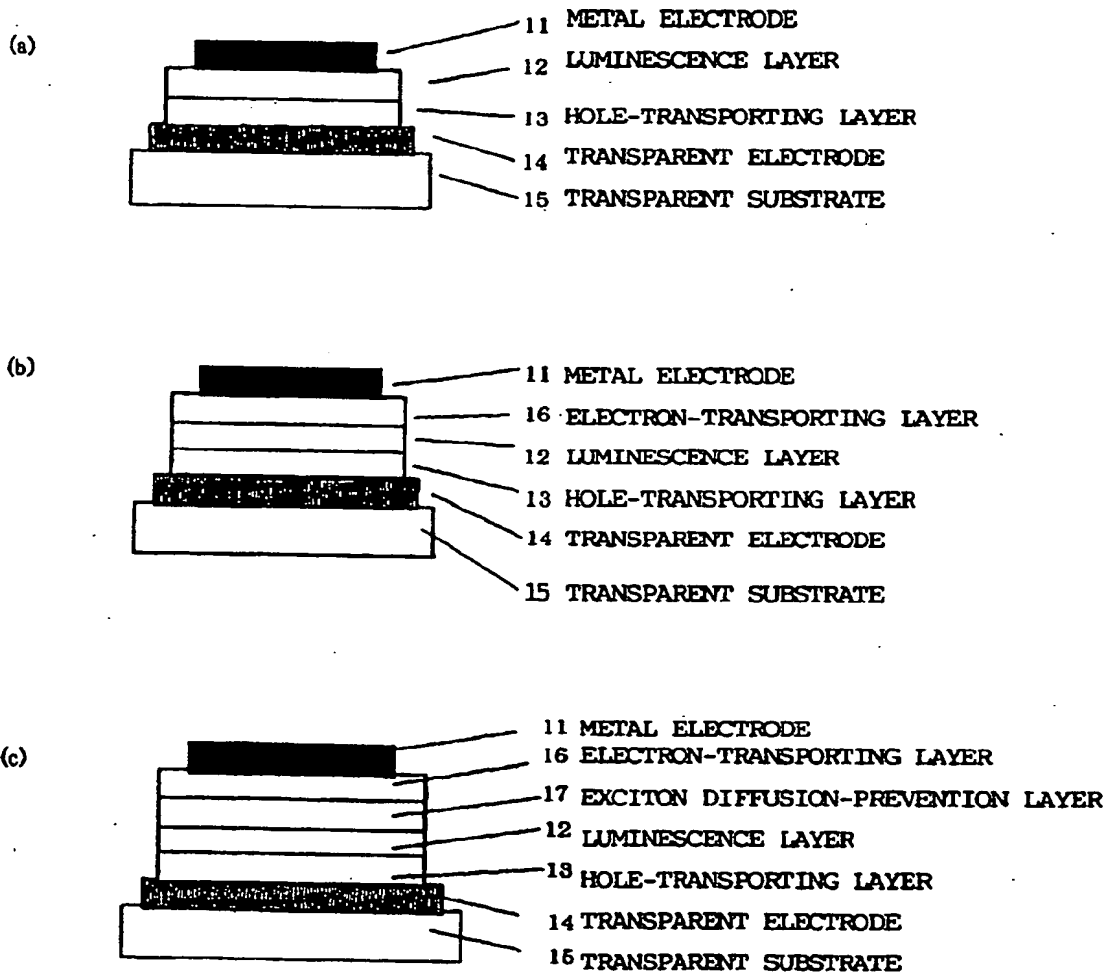 (a)
11 METAL ELECTRODE
12 LUMINESCENCE LAYER
13 HOLE-TRANSPORTING LAYER
14 TRANSPARENT ELECTRODE
15 TRANSPARENT SUBSTRATE
(b)
11 METAL ELECTRODE
16 ELECTRON-TRANSPORTING LAYER
12 LUMINESCENCE LAYER
13 HOLE-TRANSPORTING LAYER
14 TRANSPARENT ELECTRODE
15 TRANSPARENT SUBSTRATE
(c)
11 METAL ELECTRODE
16 ELECTRON-TRANSPORTING LAYER
17 EXCITON DIFFUSION-PREVENTION LAYER
12 LUMINESCENCE LAYER
13 HOLE-TRANSPORTING LAYER
14 TRANSPARENT ELECTRODE
15 TRANSPARENT SUBSTRATE